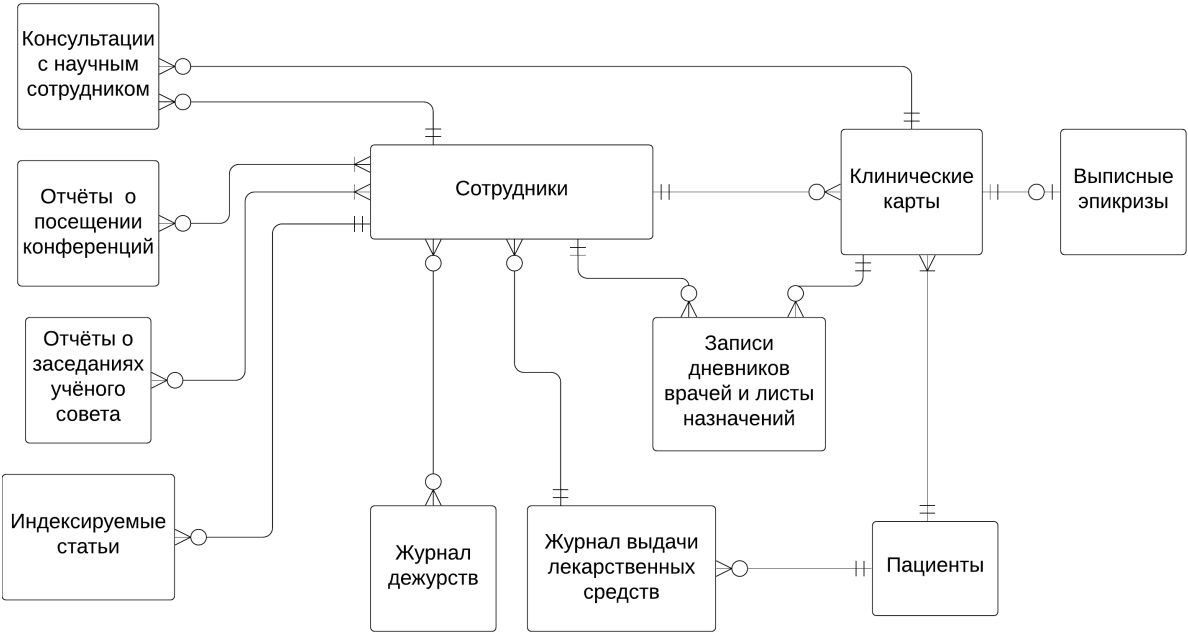 Консультации
с научным
сотрудником
Сотрудники
Клинические
карты
Выписные
эпикризы
Отчёты о
посещении
конференций
Отчёты о
заседаниях
учёного
совета
Записи
дневников
врачей и листы
назначений
Индексируемые
статьи
Журнал
дежурств
Журнал выдачи
лекарственных
средств
Пациенты